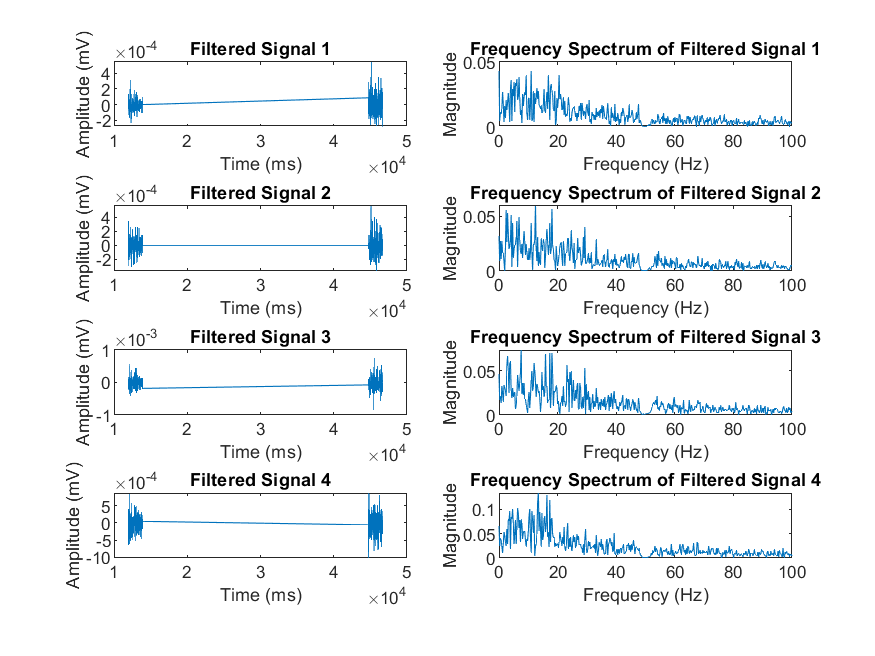 Filtered Signal 1
×10⁻⁴
Amplitude (mV)
4
2
0
-2
1 2 3 4 5
Time (ms)
×10⁴
Frequency Spectrum of Filtered Signal 1
Magnitude
0.05
0
0 20 40 60 80 100
Frequency (Hz)
Filtered Signal 2
×10⁻⁴
Amplitude (mV)
4
2
0
-2
1 2 3 4 5
Time (ms)
×10⁴
Frequency Spectrum of Filtered Signal 2
Magnitude
0.05
0
0 20 40 60 80 100
Frequency (Hz)
Filtered Signal 3
×10⁻³
Amplitude (mV)
1
0
-1
1 2 3 4 5
Time (ms)
×10⁴
Frequency Spectrum of Filtered Signal 3
Magnitude
0.05
0
0 20 40 60 80 100
Frequency (Hz)
Filtered Signal 4
×10⁻⁴
Amplitude (mV)
5
0
-5
-10
1 2 3 4 5
Time (ms)
×10⁴
Frequency Spectrum of Filtered Signal 4
Magnitude
0.1
0.05
0
0 20 40 60 80 100
Frequency (Hz)